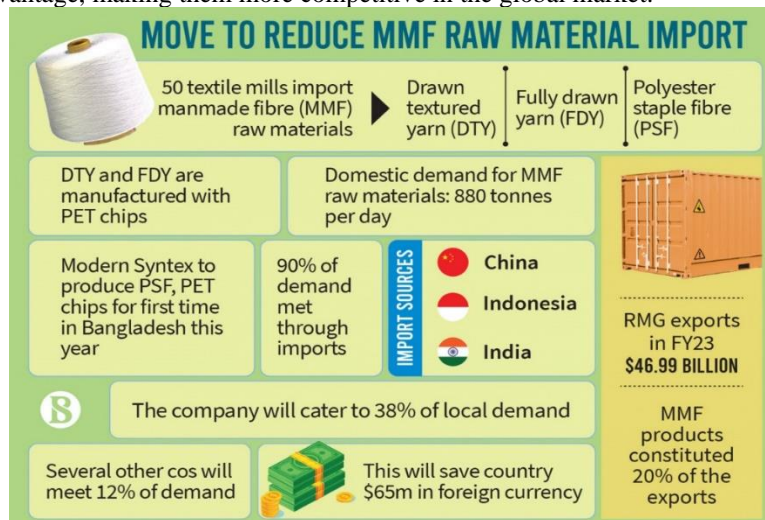 vantage, making them more competitive in the global market.
MOVE TO REDUCE MMF RAW MATERIAL IMPORT
50 textile mills import
manmade fibre (MMF)
raw materials
Drawn
textured
yarn (DTY)
Fully drawn
yarn (FDY)
Polyester
staple fibre
(PSF)
DTY and FDY are
manufactured with
PET chips
Domestic demand for MMF
raw materials: 880 tonnes
per day
Modern Syntex to
produce PSF, PET
chips for first time
in Bangladesh this
year
90% of
demand
met
through
imports
IMPORT SOURCES
China
Indonesia
India
RMG exports
in FY23
$46.99 BILLION
The company will cater to 38% of local demand
MMF
products
constituted
20% of the
exports
Several other cos will
meet 12% of demand
This will save country
$65m in foreign currency